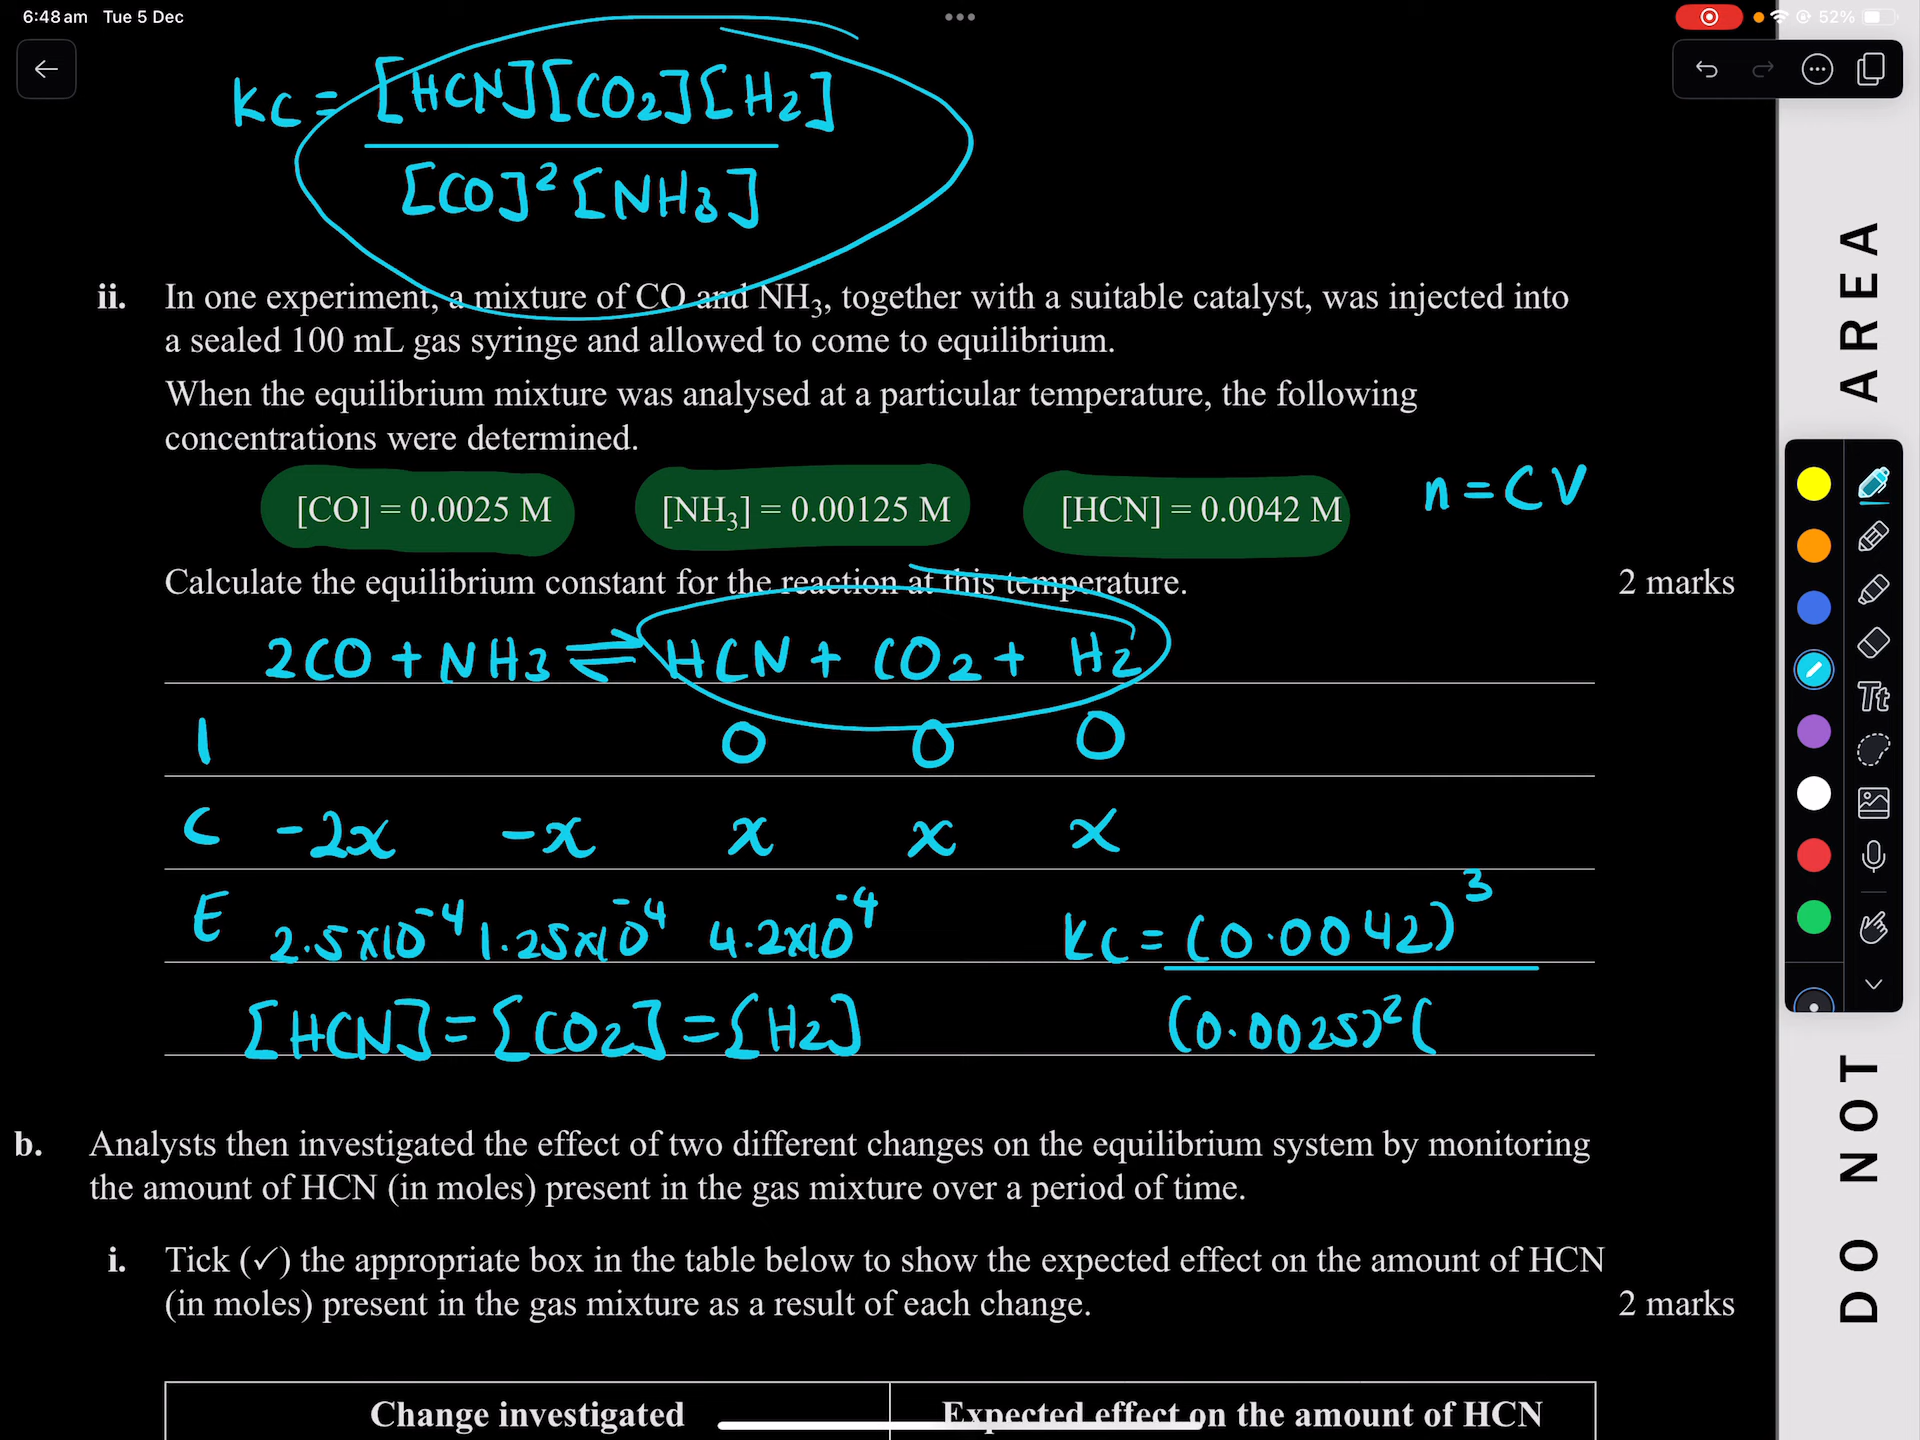 6:48 am Tue 5 Dec
52%
Kc = [HCN][CO2][H2]
[CO]² [NH3]
ii. In one experiment, a mixture of CO and NH₃, together with a suitable catalyst, was injected into
a sealed 100 mL gas syringe and allowed to come to equilibrium.
When the equilibrium mixture was analysed at a particular temperature, the following
concentrations were determined.
[CO] = 0.0025 M [NH₃] = 0.00125 M [HCN] = 0.0042 M
n = CV
Calculate the equilibrium constant for the reaction at this temperature. 2 marks
2CO + NH3 ⇌ HCN + CO2 + H2
I 0 0 0
C -2x -x x x x
E 2.5x10⁻⁴ 1.25x10⁻⁴ 4.2x10⁻⁴
Kc = (0.0042)³
[HCN] = [CO2] = [H2]
(0.0025)² (
b. Analysts then investigated the effect of two different changes on the equilibrium system by monitoring
the amount of HCN (in moles) present in the gas mixture over a period of time.
i. Tick (✓) the appropriate box in the table below to show the expected effect on the amount of HCN
(in moles) present in the gas mixture as a result of each change. 2 marks
Change investigated Expected effect on the amount of HCN
DO NOT AREA
Tt